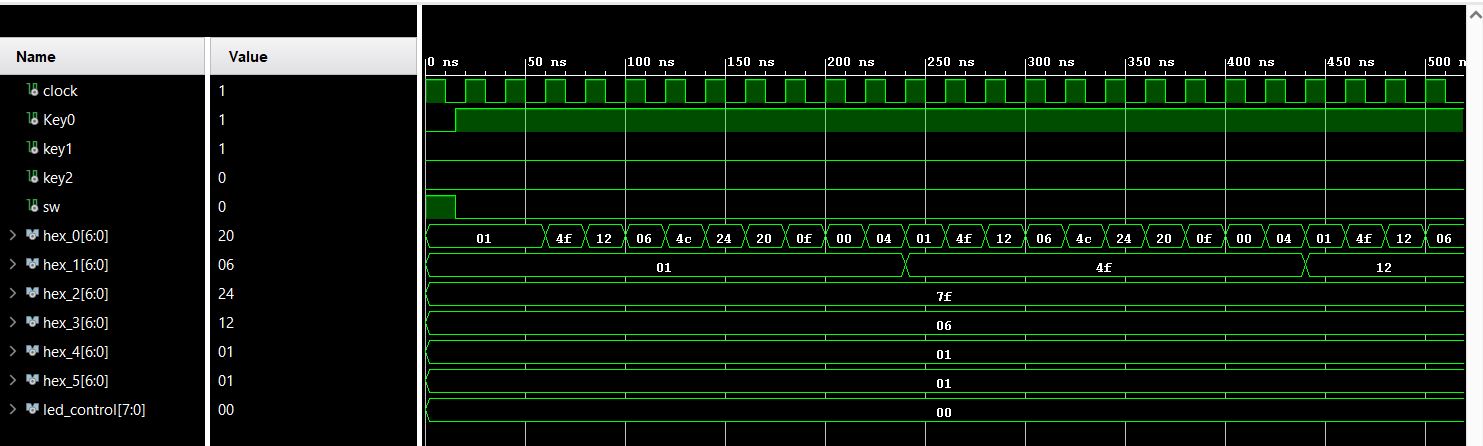 Name Value
0 ns 50 ns 100 ns 150 ns 200 ns 250 ns 300 ns 350 ns 400 ns 450 ns 500 n
clock 1
Key0 1
key1 1
key2 0
sw 0
hex_0[6:0] 20 01 4f 12 06 4c 24 20 0f 00 04 01 4f 12 06 4c 24 20 0f 00 04 01 4f 12 06
hex_1[6:0] 06 01 4f 12
hex_2[6:0] 24 7f
hex_3[6:0] 12 06
hex_4[6:0] 01 01
hex_5[6:0] 01 01
led_control[7:0] 00 00